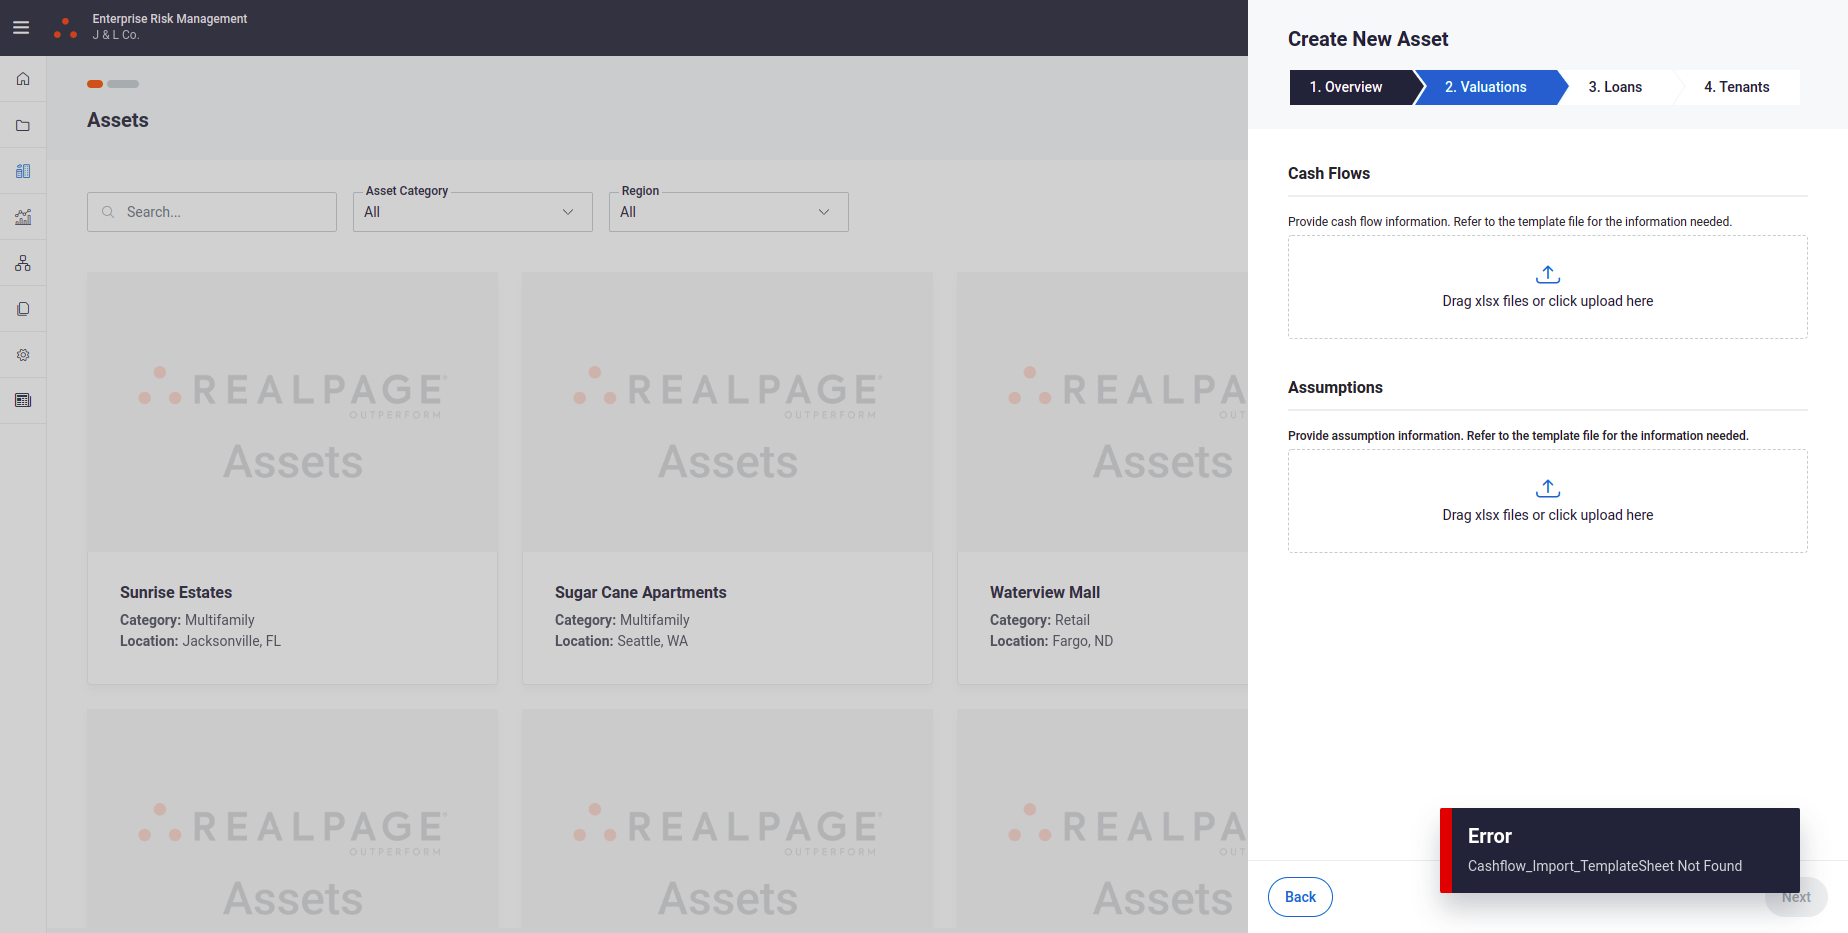 Enterprise Risk Management
J & L Co.
Assets
Search...
Asset Category
All
Region
All
REALPAGE
OUTPERFORM
Assets
REALPAGE
OUTPERFORM
Assets
REALPA
OUT
Assets
Sunrise Estates
Category: Multifamily
Location: Jacksonville, FL
Sugar Cane Apartments
Category: Multifamily
Location: Seattle, WA
Waterview Mall
Category: Retail
Location: Fargo, ND
REALPAGE
OUTPERFORM
Assets
REALPAGE
OUTPERFORM
Assets
REALPA
OUT
Assets
Create New Asset
1. Overview
2. Valuations
3. Loans
4. Tenants
Cash Flows
Provide cash flow information. Refer to the template file for the information needed.
Drag xlsx files or click upload here
Assumptions
Provide assumption information. Refer to the template file for the information needed.
Drag xlsx files or click upload here
Error
Cashflow_Import_TemplateSheet Not Found
Back
Next